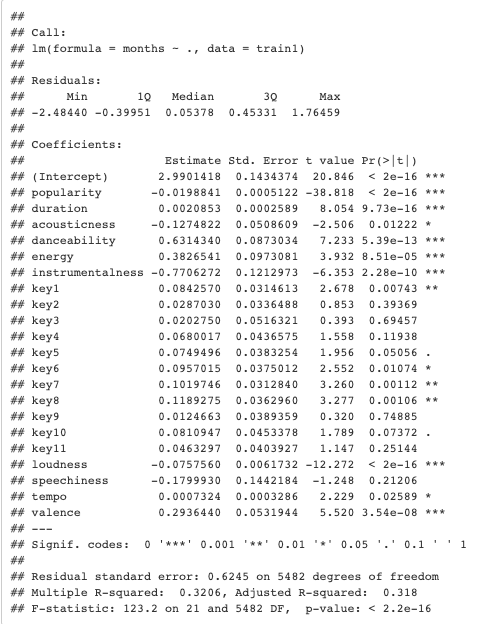 ##
## Call:
## lm(formula = months ~ ., data = train1)
##
## Residuals:
##      Min       1Q   Median       3Q      Max
## -2.48440 -0.39951  0.05378  0.45331  1.76459
##
## Coefficients:
##                    Estimate Std. Error t value Pr(>|t|)
## (Intercept)       2.9901418  0.1434374  20.846  < 2e-16 ***
## popularity       -0.0198841  0.0005122 -38.818  < 2e-16 ***
## duration          0.0020853  0.0002589   8.054 9.73e-16 ***
## acousticness     -0.1274822  0.0508609  -2.506  0.01222 *
## danceability      0.6314340  0.0873034   7.233 5.39e-13 ***
## energy            0.3826541  0.0973081   3.932 8.51e-05 ***
## instrumentalness -0.7706272  0.1212973  -6.353 2.28e-10 ***
## key1              0.0842570  0.0314613   2.678  0.00743 **
## key2              0.0287030  0.0336488   0.853  0.39369
## key3              0.0202750  0.0516321   0.393  0.69457
## key4              0.0680017  0.0436575   1.558  0.11938
## key5              0.0749496  0.0383254   1.956  0.05056 .
## key6              0.0957015  0.0375012   2.552  0.01074 *
## key7              0.1019746  0.0312840   3.260  0.00112 **
## key8              0.1189275  0.0362960   3.277  0.00106 **
## key9              0.0124663  0.0389359   0.320  0.74885
## key10             0.0810947  0.0453378   1.789  0.07372 .
## key11             0.0463297  0.0403927   1.147  0.25144
## loudness         -0.0757560  0.0061732 -12.272  < 2e-16 ***
## speechiness      -0.1799930  0.1442184  -1.248  0.21206
## tempo             0.0007324  0.0003286   2.229  0.02589 *
## valence           0.2936440  0.0531944   5.520 3.54e-08 ***
## ---
## Signif. codes:  0 '***' 0.001 '**' 0.01 '*' 0.05 '.' 0.1 ' ' 1
##
## Residual standard error: 0.6245 on 5482 degrees of freedom
## Multiple R-squared:  0.3206, Adjusted R-squared:  0.318
## F-statistic: 123.2 on 21 and 5482 DF,  p-value: < 2.2e-16